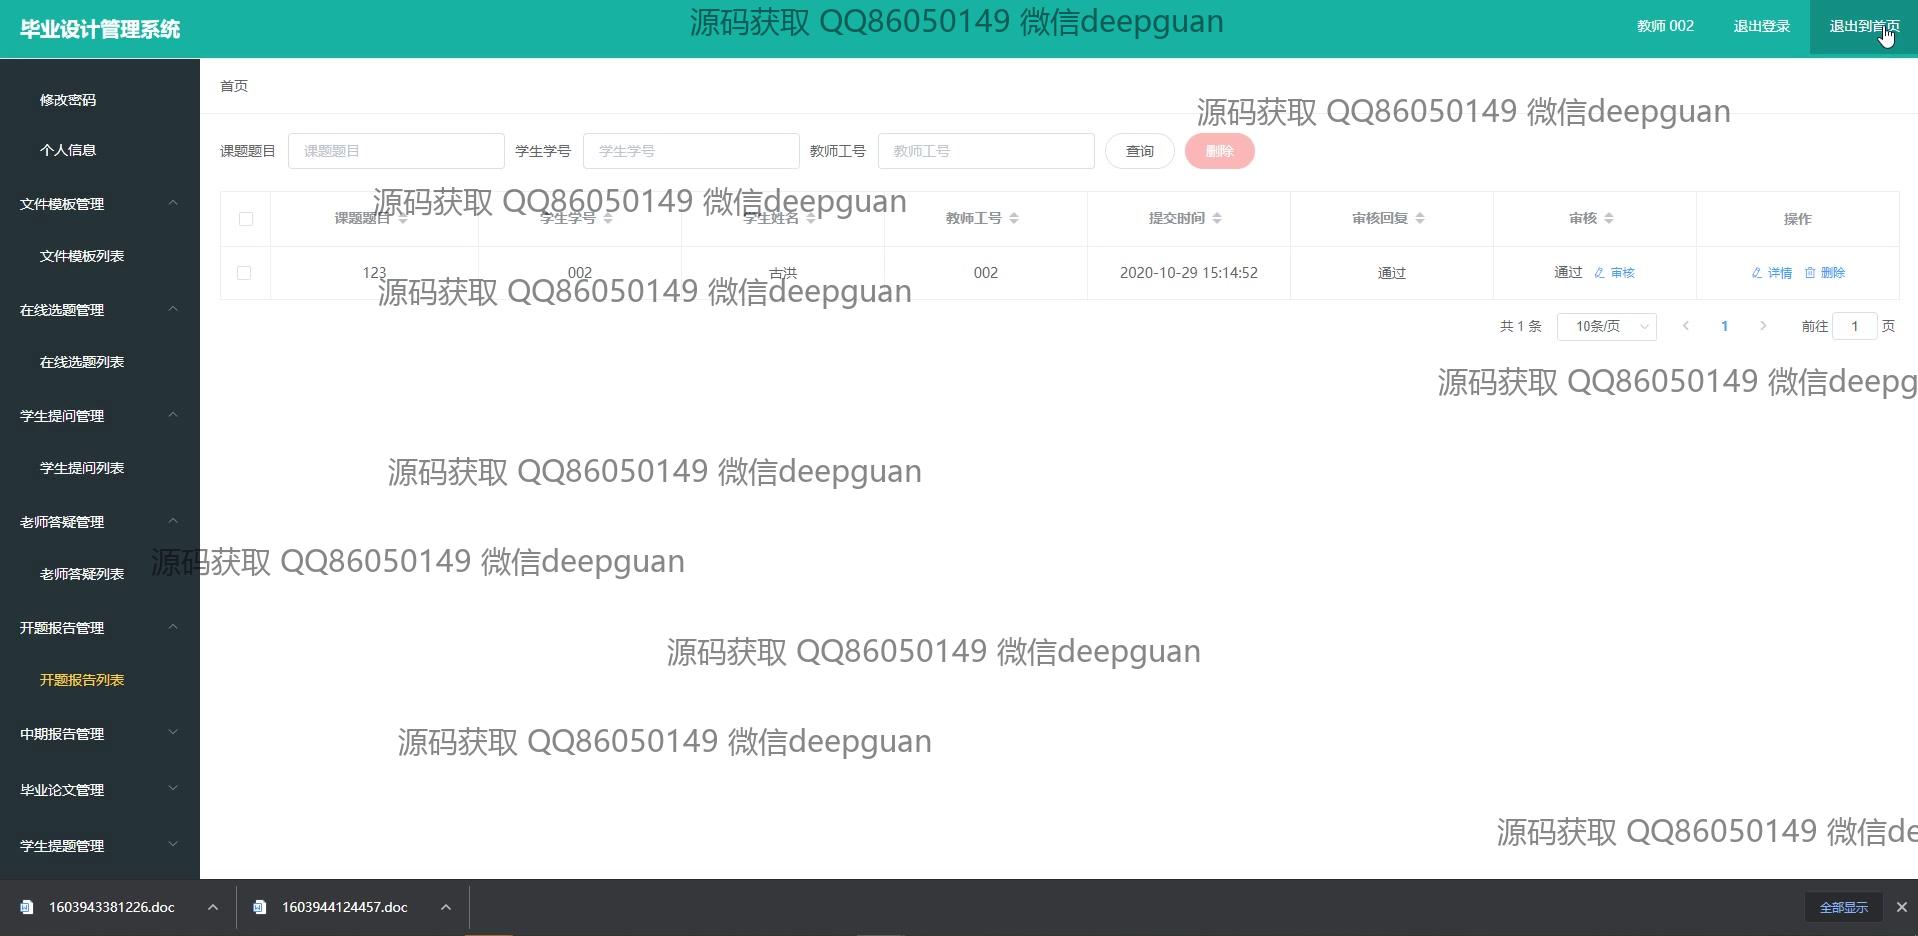 毕业设计管理系统
源码获取 QQ86050149 微信deepguan
教师 002
退出登录
退出到首页
修改密码
个人信息
文件模板管理
文件模板列表
在线选题管理
在线选题列表
学生提问管理
学生提问列表
老师答疑管理
老师答疑列表
开题报告管理
开题报告列表
中期报告管理
毕业论文管理
学生提题管理
首页
源码获取 QQ86050149 微信deepguan
课题题目 课题题目 学生学号 学生学号 教师工号 教师工号 查询 删除
源码获取 QQ86050149 微信deepguan
课题题目 学生学号 学生姓名 教师工号 提交时间 审核回复 审核 操作
123 002 古洪 002 2020-10-29 15:14:52 通过 通过 审核 详情 删除
源码获取 QQ86050149 微信deepguan
共 1 条 10条/页 1 前往 1 页
源码获取 QQ86050149 微信deepg
源码获取 QQ86050149 微信deepguan
源码获取 QQ86050149 微信deepguan
源码获取 QQ86050149 微信deepguan
源码获取 QQ86050149 微信deepguan
源码获取 QQ86050149 微信de
1603943381226.doc
1603944124457.doc
全部显示